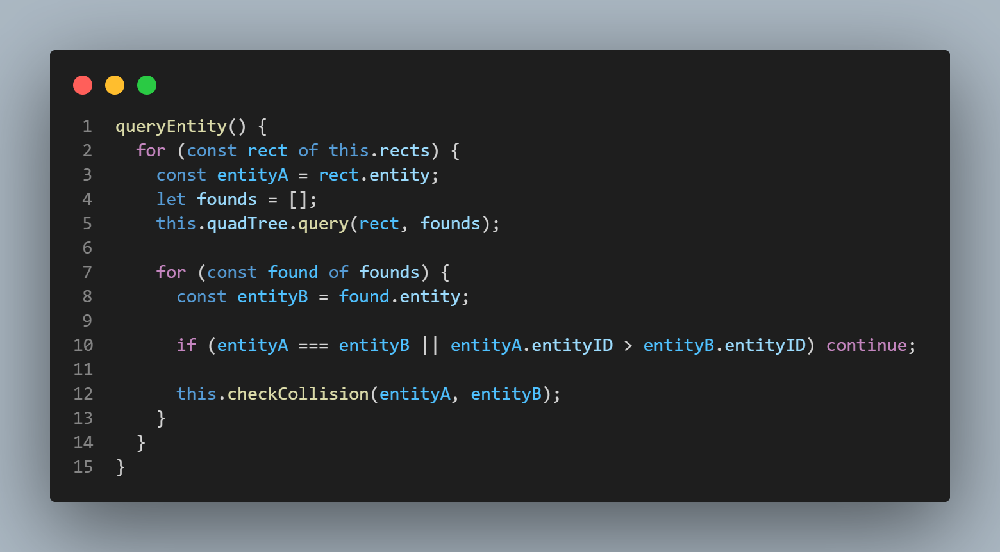 1 queryEntity() {
2   for (const rect of this.rects) {
3     const entityA = rect.entity;
4     let founds = [];
5     this.quadTree.query(rect, founds);
6
7     for (const found of founds) {
8       const entityB = found.entity;
9
10       if (entityA === entityB || entityA.entityID > entityB.entityID) continue;
11
12       this.checkCollision(entityA, entityB);
13     }
14   }
15 }